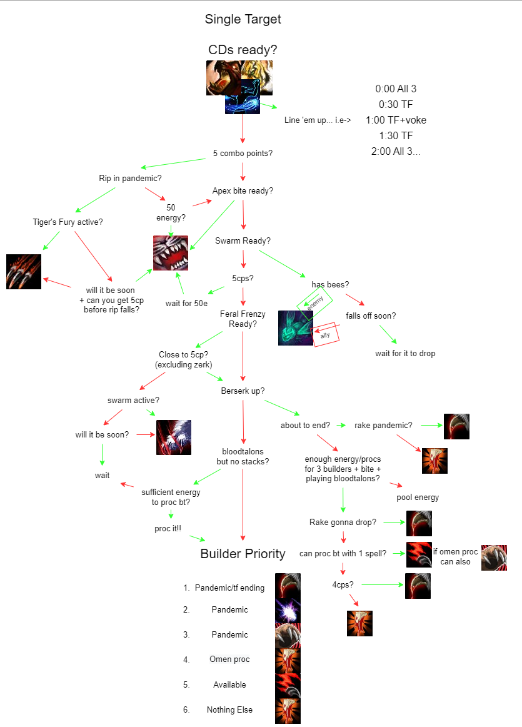 Single Target
CDs ready?
0:00 All 3
0:30 TF
Line 'em up... i.e->
1:00 TF+voke
1:30 TF
2:00 All 3...
5 combo points?
Rip in pandemic?
Apex bite ready?
50
energy?
Tiger's Fury active?
Swarm Ready?
will it be soon
+ can you get 5cp
before rip falls?
wait for 50e
5cps?
has bees?
enemy
ally
falls off soon?
wait for it to drop
Feral Frenzy
Ready?
Close to 5cp?
(excluding zerk)
Berserk up?
swarm active?
will it be soon?
wait
about to end?
rake pandemic?
bloodtalons
but no stacks?
enough energy/procs
for 3 builders + bite +
playing bloodtalons?
pool energy
sufficient energy
to proc bt?
proc it!!
Rake gonna drop?
can proc bt with 1 spell?
if omen proc
can also
4cps?
Builder Priority
1. Pandemic/tf ending
2. Pandemic
3. Pandemic
4. Omen proc
5. Available
6. Nothing Else